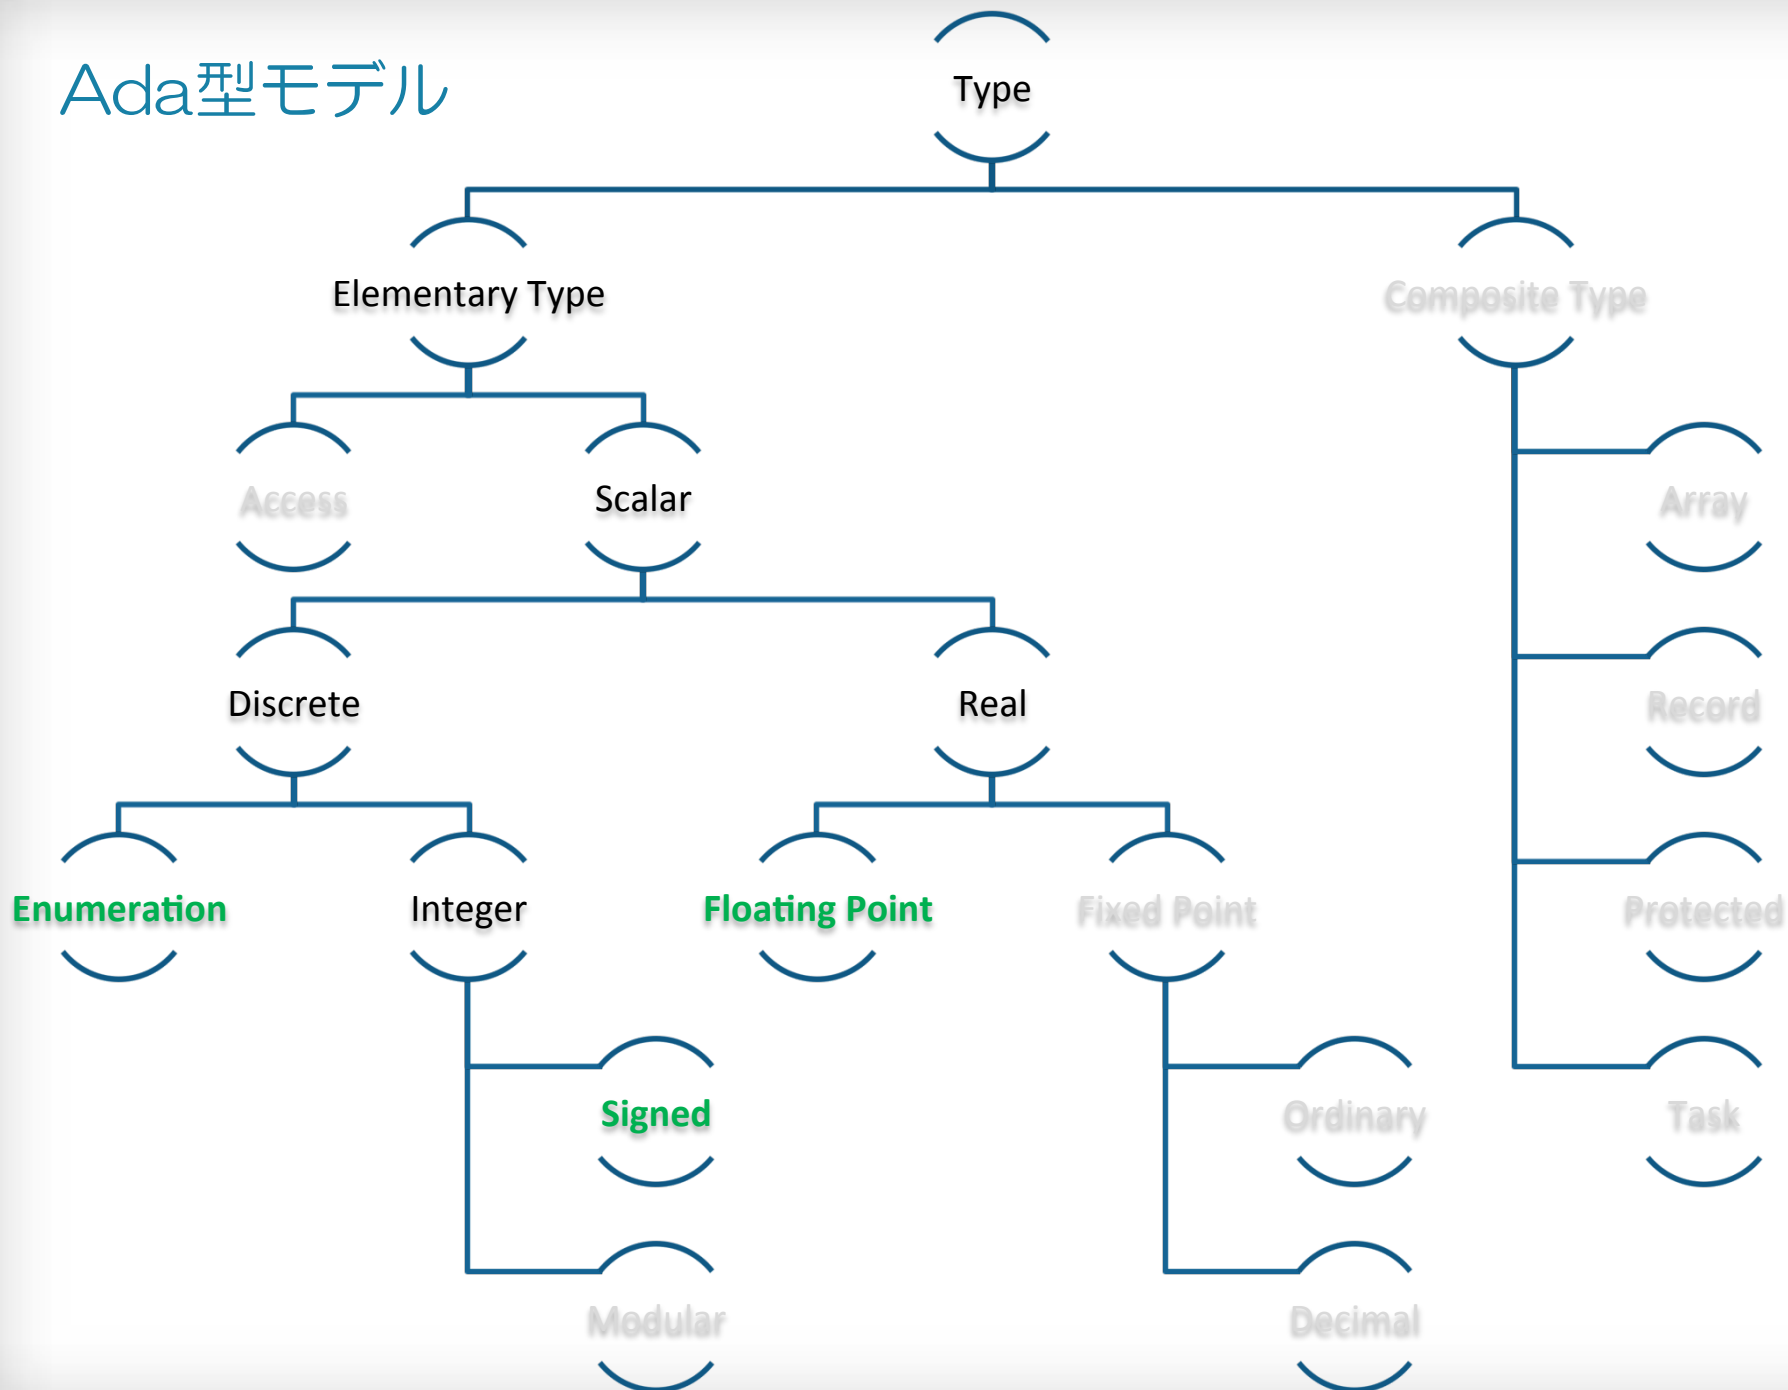 Ada型モデル
Type
Elementary Type
Composite Type
Access
Scalar
Array
Discrete
Real
Record
Enumeration
Integer
Floating Point
Fixed Point
Protected
Signed
Ordinary
Task
Modular
Decimal